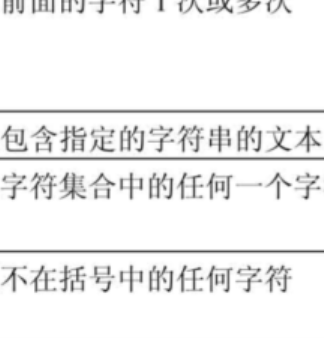 前面的字符 1 次或多次
包含指定的字符串的文本
字符集合中的任何一个字
不在括号中的任何字符